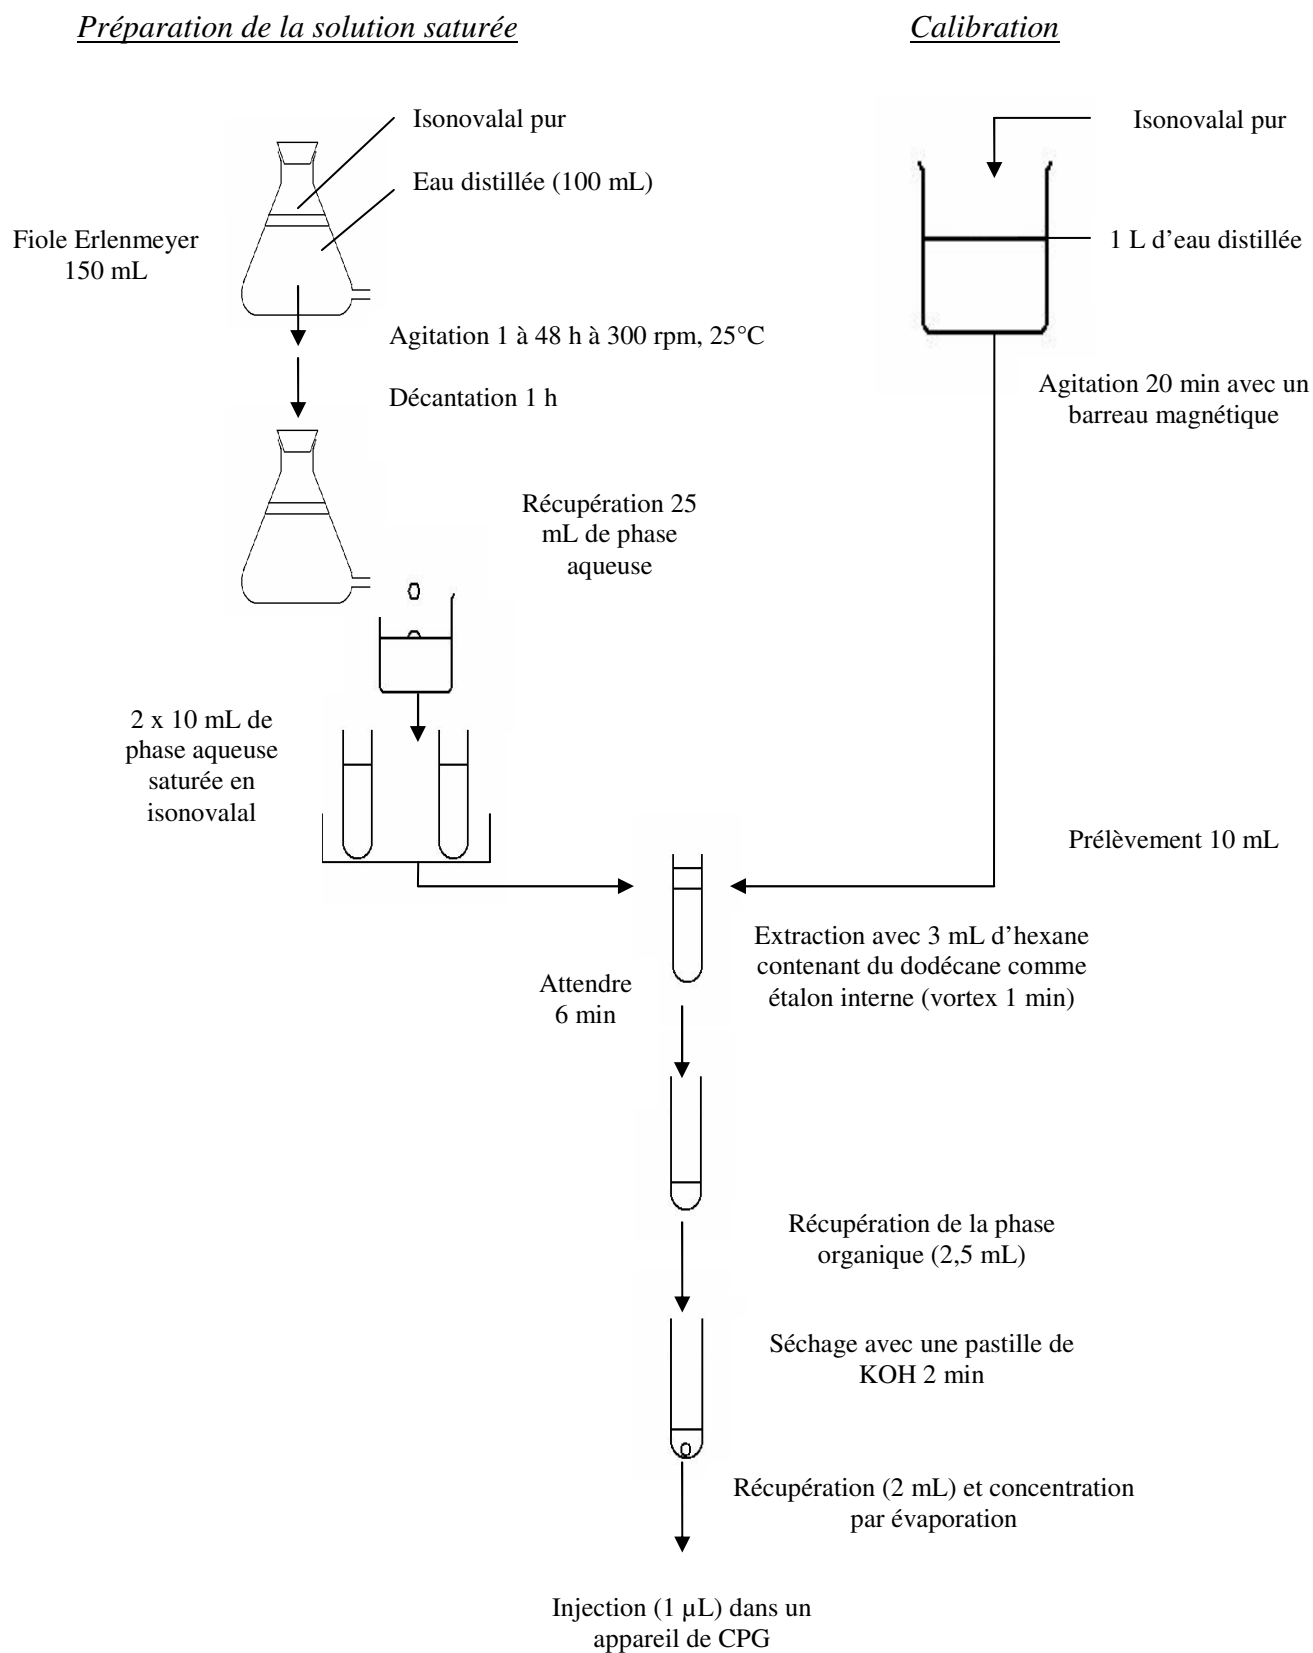 Préparation de la solution saturée
Calibration
Isonovalal pur
Eau distillée (100 mL)
Fiole Erlenmeyer
150 mL
Agitation 1 à 48 h à 300 rpm, 25°C
Décantation 1 h
Récupération 25
mL de phase
aqueuse
2 x 10 mL de
phase aqueuse
saturée en
isonovalal
Isonovalal pur
1 L d’eau distillée
Agitation 20 min avec un
barreau magnétique
Prélèvement 10 mL
Extraction avec 3 mL d’hexane
contenant du dodécane comme
étalon interne (vortex 1 min)
Attendre
6 min
Récupération de la phase
organique (2,5 mL)
Séchage avec une pastille de
KOH 2 min
Récupération (2 mL) et concentration
par évaporation
Injection (1 µL) dans un
appareil de CPG